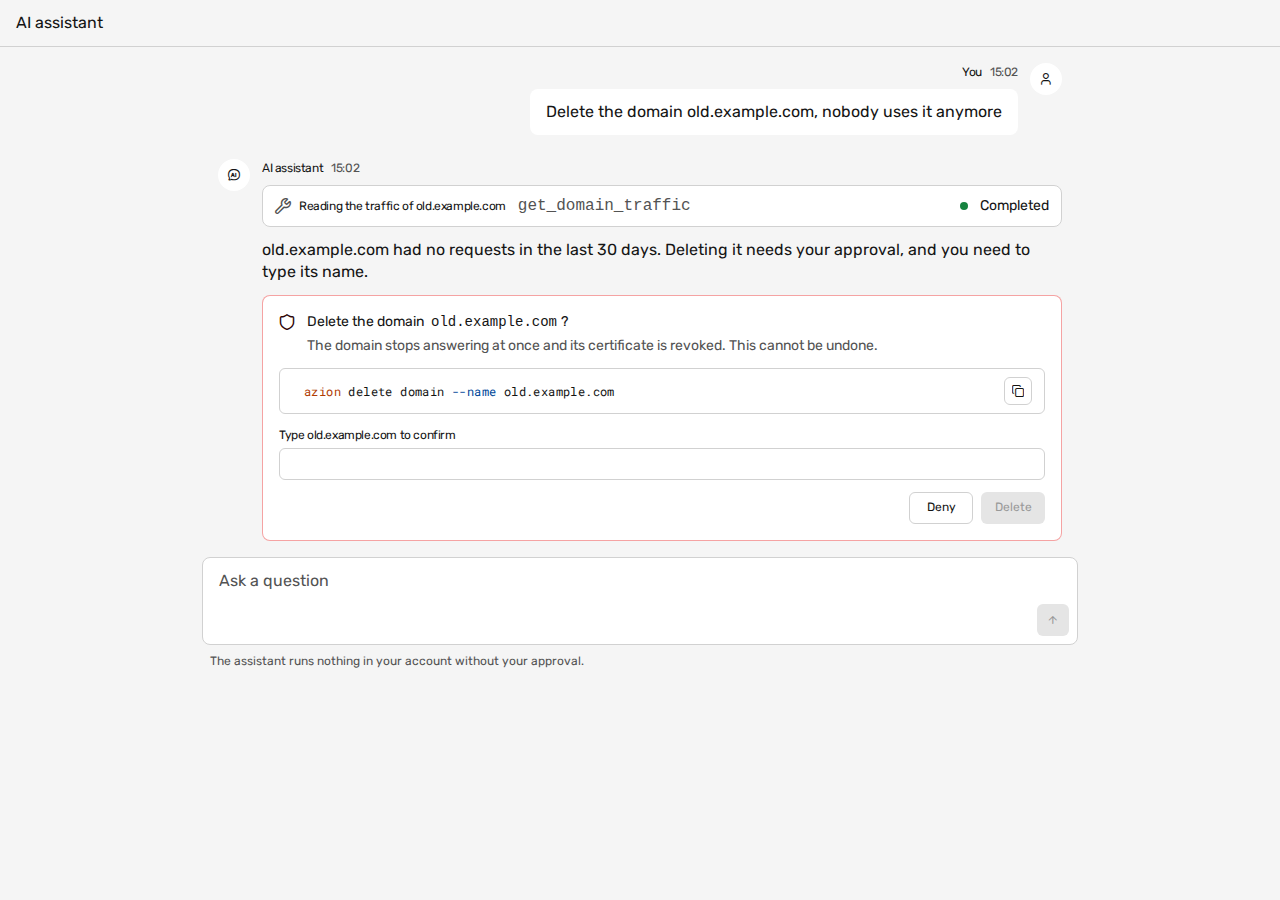 AI assistant
You 15:02
Delete the domain old.example.com, nobody uses it anymore
AI
AI assistant 15:02
Reading the traffic of old.example.com get_domain_traffic Completed
old.example.com had no requests in the last 30 days. Deleting it needs your approval, and you need to
type its name.
Delete the domain old.example.com ?
The domain stops answering at once and its certificate is revoked. This cannot be undone.
azion delete domain --name old.example.com
Type old.example.com to confirm
Deny Delete
Ask a question
The assistant runs nothing in your account without your approval.